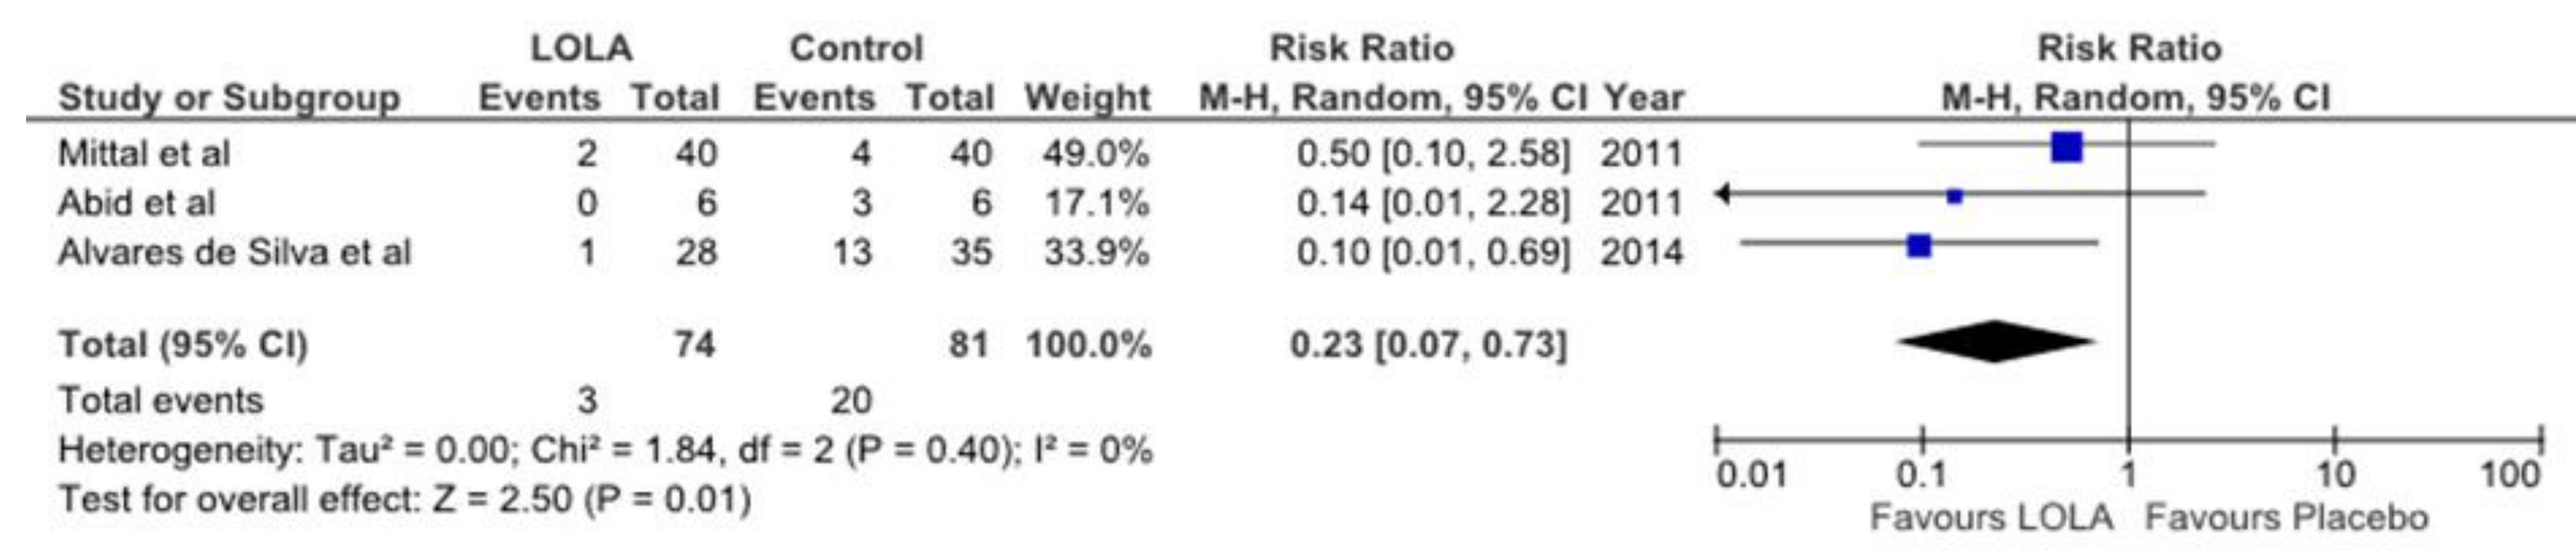 LOLA Control Risk Ratio Risk Ratio
Study or Subgroup Events Total Events Total Weight M-H, Random, 95% CI Year M-H, Random, 95% CI
Mittal et al 2 40 4 40 49.0% 0.50 [0.10, 2.58] 2011
Abid et al 0 6 3 6 17.1% 0.14 [0.01, 2.28] 2011
Alvares de Silva et al 1 28 13 35 33.9% 0.10 [0.01, 0.69] 2014
Total (95% CI) 74 81 100.0% 0.23 [0.07, 0.73]
Total events 3 20
Heterogeneity: Tau² = 0.00; Chi² = 1.84, df = 2 (P = 0.40); I² = 0%
Test for overall effect: Z = 2.50 (P = 0.01)
0.01 0.1 1 10 100
Favours LOLA Favours Placebo